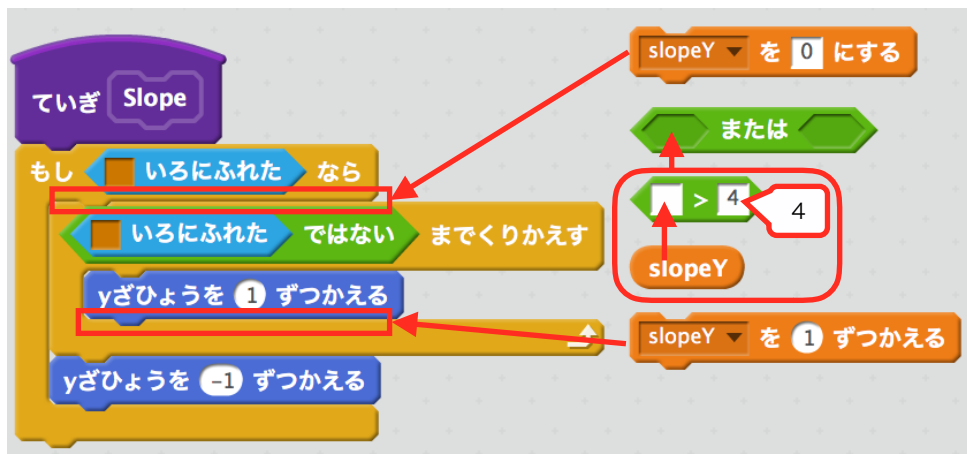 ていぎ Slope
もし いろにふれた なら
いろにふれた ではない までくりかえす
yざひょうを 1 ずつかえる
yざひょうを -1 ずつかえる
slopeY を 0 にする
または
> 4
4
slopeY
slopeY を 1 ずつかえる